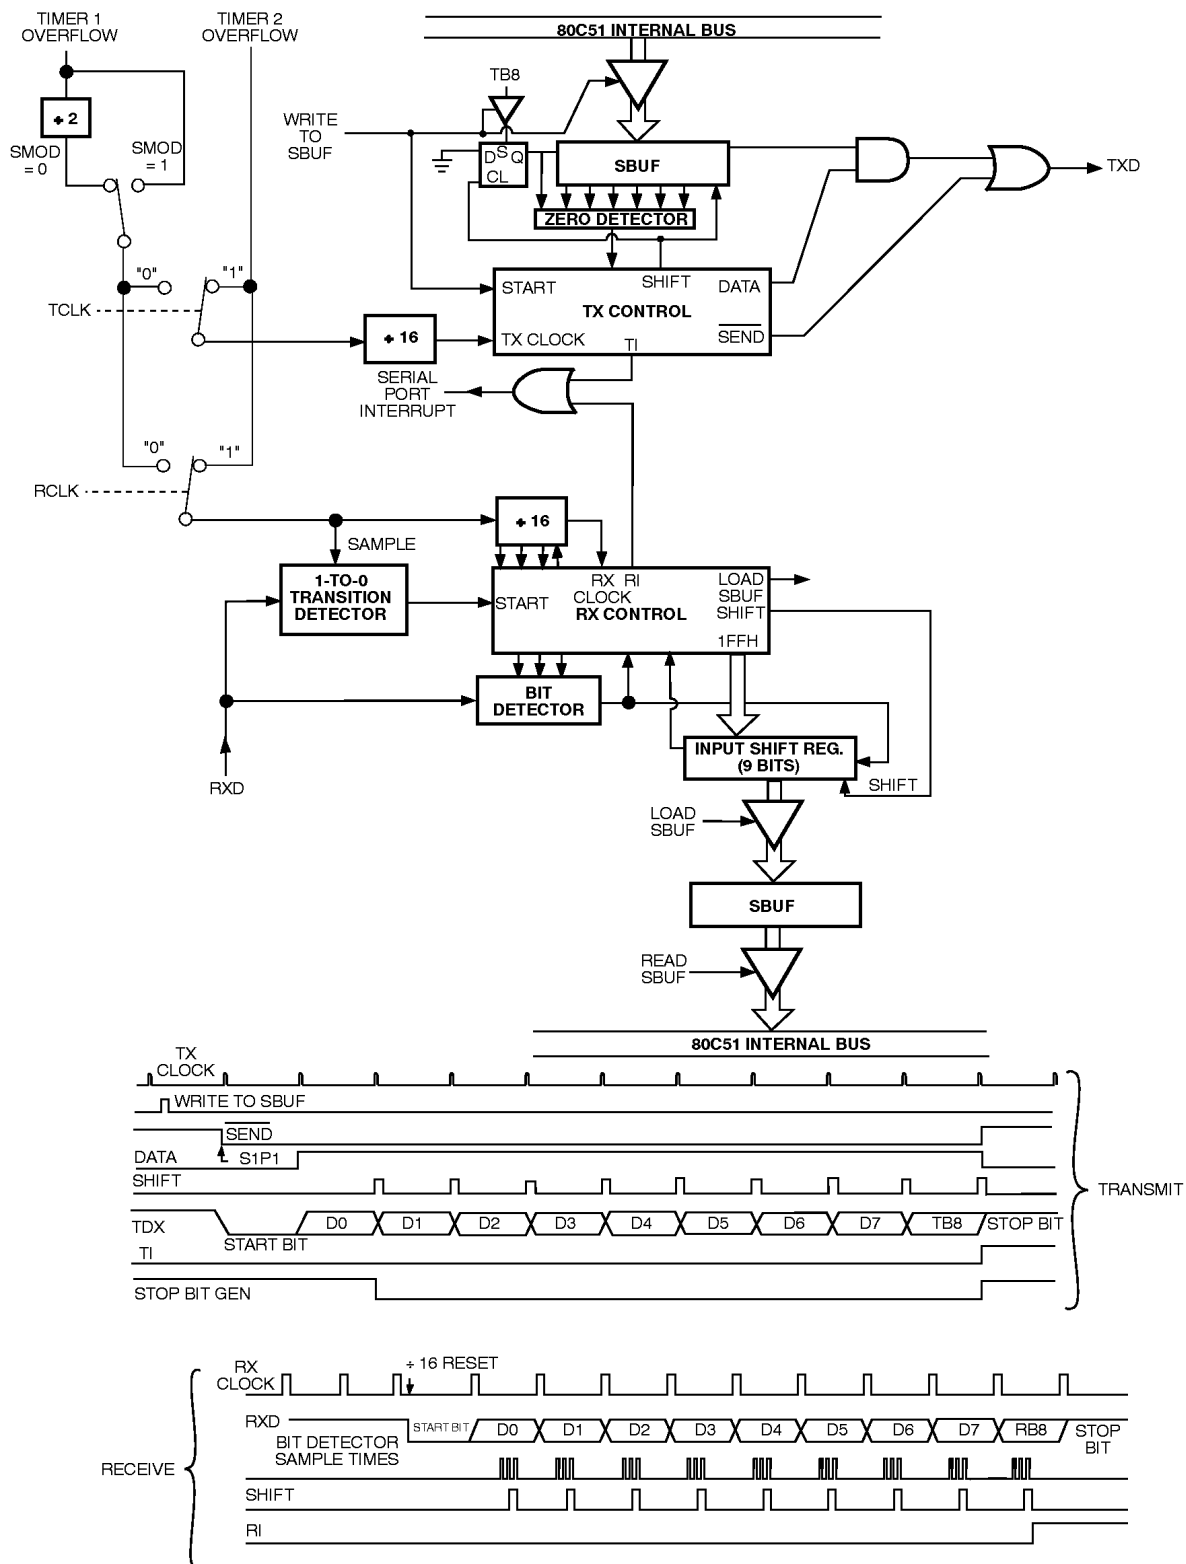 TIMER 1
OVERFLOW
TIMER 2
OVERFLOW
80C51 INTERNAL BUS
÷ 2
SMOD
= 0
SMOD
= 1
WRITE
TO
SBUF
TB8
D S Q
CL
SBUF
ZERO DETECTOR
TXD
"0"
"1"
TCLK
÷ 16
START
SHIFT
DATA
TX CONTROL
TX CLOCK
TI
SEND
SERIAL
PORT
INTERRUPT
"0"
"1"
RCLK
SAMPLE
÷ 16
1-TO-0
TRANSITION
DETECTOR
START
RX
CLOCK
RI
RX CONTROL
LOAD
SBUF
SHIFT
1FFH
BIT
DETECTOR
RXD
INPUT SHIFT REG.
(9 BITS)
SHIFT
LOAD
SBUF
SBUF
READ
SBUF
80C51 INTERNAL BUS
TX
CLOCK
WRITE TO SBUF
SEND
DATA
S1P1
SHIFT
TRANSMIT
TDX
START BIT
D0 D1 D2 D3 D4 D5 D6 D7 TB8 STOP BIT
TI
STOP BIT GEN
RX
CLOCK
÷ 16 RESET
RXD
START BIT D0 D1 D2 D3 D4 D5 D6 D7 RB8 STOP
BIT
BIT DETECTOR
SAMPLE TIMES
RECEIVE
SHIFT
RI